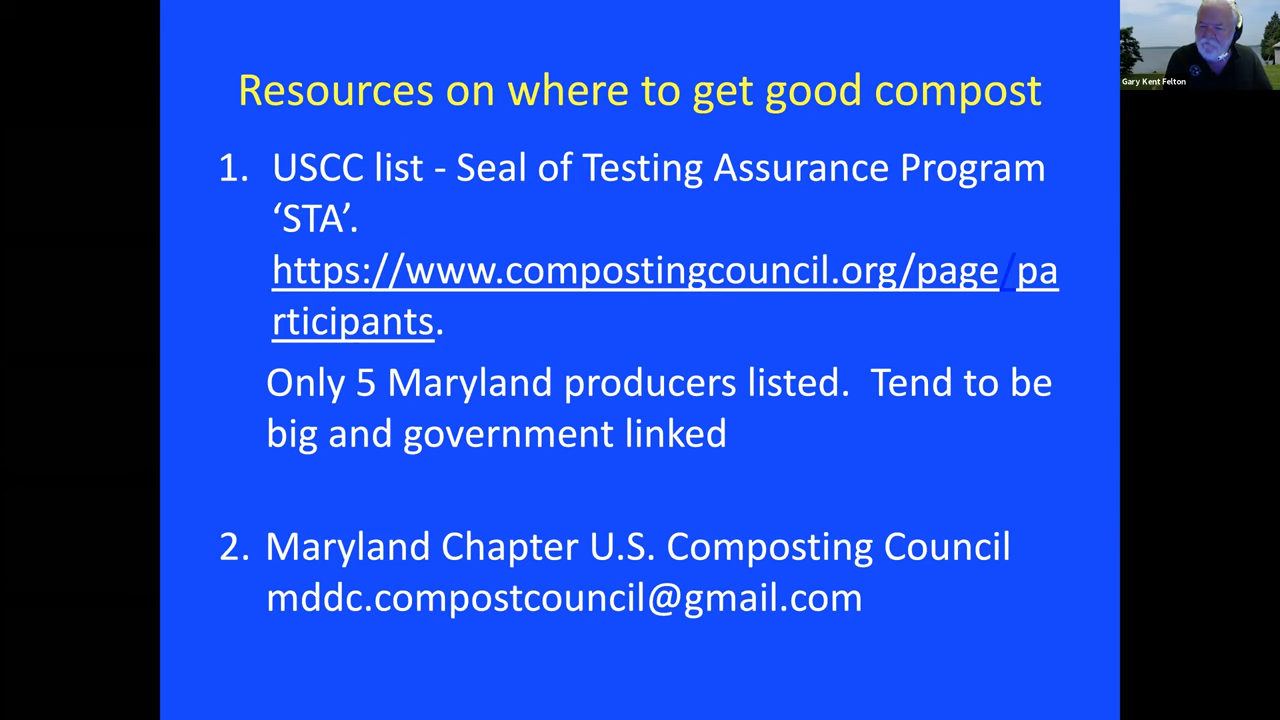 Resources on where to get good compost
Gary Kent Felton
1. USCC list - Seal of Testing Assurance Program
‘STA’.
https://www.compostingcouncil.org/page/pa
rticipants.
Only 5 Maryland producers listed.  Tend to be
big and government linked
2. Maryland Chapter U.S. Composting Council
mddc.compostcouncil@gmail.com